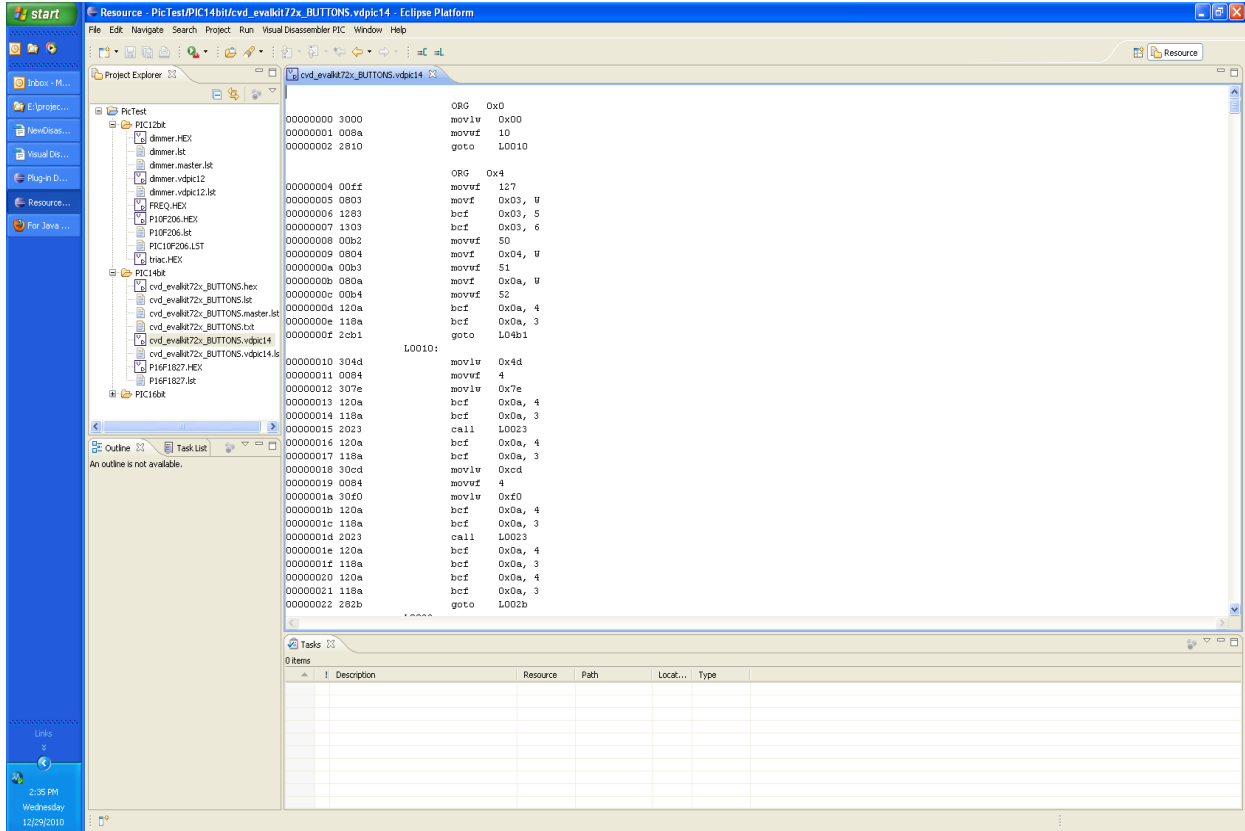 start
Resource - PicTest/PIC14bit/cvd_evalkit72x_BUTTONS.vdpic14 - Eclipse Platform
File Edit Navigate Search Project Run Visual Disassembler PIC Window Help
Resource
Inbox - M...
E:\projec...
NewDisas...
Visual Dis...
Plug-in D...
Resource...
For Java ...
Links
2:35 PM
Wednesday
12/29/2010
Project Explorer
PicTest
PIC12bit
dimmer.HEX
dimmer.lst
dimmer.master.lst
dimmer.vdpic12
dimmer.vdpic12.lst
FREQ.HEX
P10F206.HEX
P10F206.lst
PIC10F206.LST
triac.HEX
PIC14bit
cvd_evalkit72x_BUTTONS.hex
cvd_evalkit72x_BUTTONS.lst
cvd_evalkit72x_BUTTONS.master.lst
cvd_evalkit72x_BUTTONS.txt
cvd_evalkit72x_BUTTONS.vdpic14
cvd_evalkit72x_BUTTONS.vdpic14.ls
P16F1827.HEX
P16F1827.lst
PIC16bit
Outline Task List
An outline is not available.
cvd_evalkit72x_BUTTONS.vdpic14
ORG 0x0
00000000 3000 movlw 0x00
00000001 008a movwf 10
00000002 2810 goto L0010
ORG 0x4
00000004 00ff movwf 127
00000005 0803 movf 0x03, W
00000006 1283 bcf 0x03, 5
00000007 1303 bcf 0x03, 6
00000008 00b2 movwf 50
00000009 0804 movf 0x04, W
0000000a 00b3 movwf 51
0000000b 080a movf 0x0a, W
0000000c 00b4 movwf 52
0000000d 120a bcf 0x0a, 4
0000000e 118a bcf 0x0a, 3
0000000f 2cb1 goto L04b1
L0010:
00000010 304d movlw 0x4d
00000011 0084 movwf 4
00000012 307e movlw 0x7e
00000013 120a bcf 0x0a, 4
00000014 118a bcf 0x0a, 3
00000015 2023 call L0023
00000016 120a bcf 0x0a, 4
00000017 118a bcf 0x0a, 3
00000018 30cd movlw 0xcd
00000019 0084 movwf 4
0000001a 30f0 movlw 0xf0
0000001b 120a bcf 0x0a, 4
0000001c 118a bcf 0x0a, 3
0000001d 2023 call L0023
0000001e 120a bcf 0x0a, 4
0000001f 118a bcf 0x0a, 3
00000020 120a bcf 0x0a, 4
00000021 118a bcf 0x0a, 3
00000022 282b goto L002b
Tasks
0 items
! Description Resource Path Locat... Type